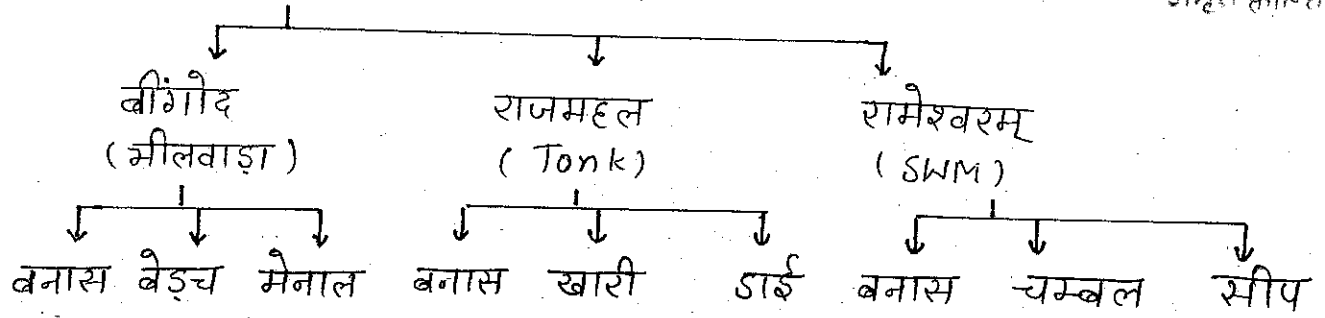 बींगोद राजमहल रामेश्वरम्
(भीलवाड़ा) (Tonk) (SWM)
बनास बेड़च मेनाल बनास खारी डाई बनास चम्बल सीप